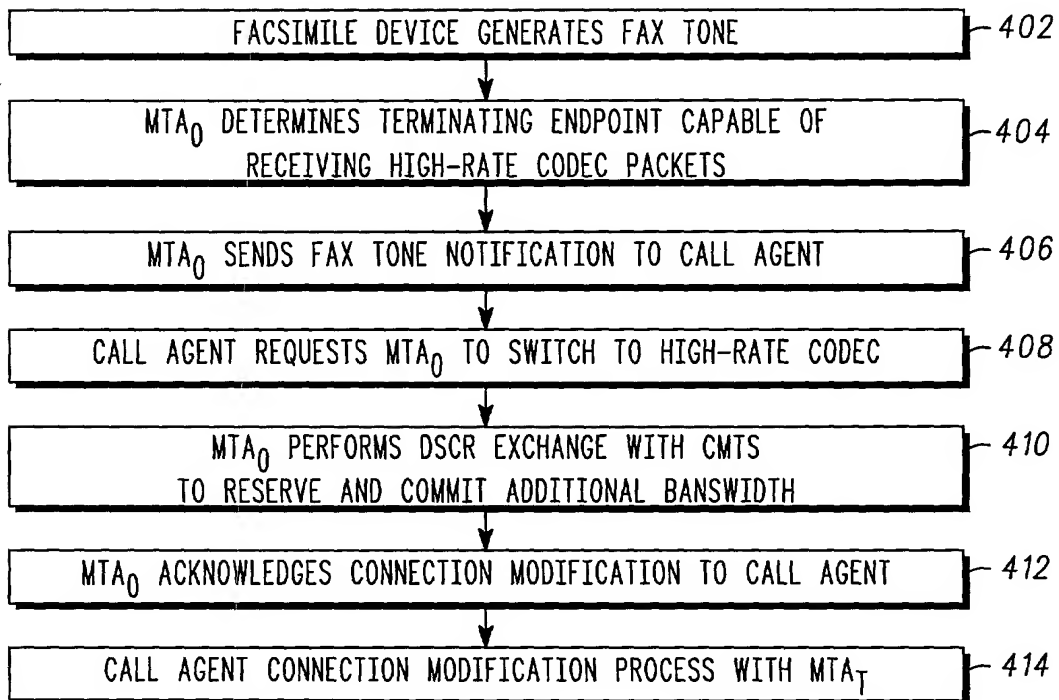 FACSIMILE DEVICE GENERATES FAX TONE 402
MTA0 DETERMINES TERMINATING ENDPOINT CAPABLE OF
RECEIVING HIGH-RATE CODEC PACKETS 404
MTA0 SENDS FAX TONE NOTIFICATION TO CALL AGENT 406
CALL AGENT REQUESTS MTA0 TO SWITCH TO HIGH-RATE CODEC 408
MTA0 PERFORMS DSCR EXCHANGE WITH CMTS
TO RESERVE AND COMMIT ADDITIONAL BANSWIDTH 410
MTA0 ACKNOWLEDGES CONNECTION MODIFICATION TO CALL AGENT 412
CALL AGENT CONNECTION MODIFICATION PROCESS WITH MTAT 414